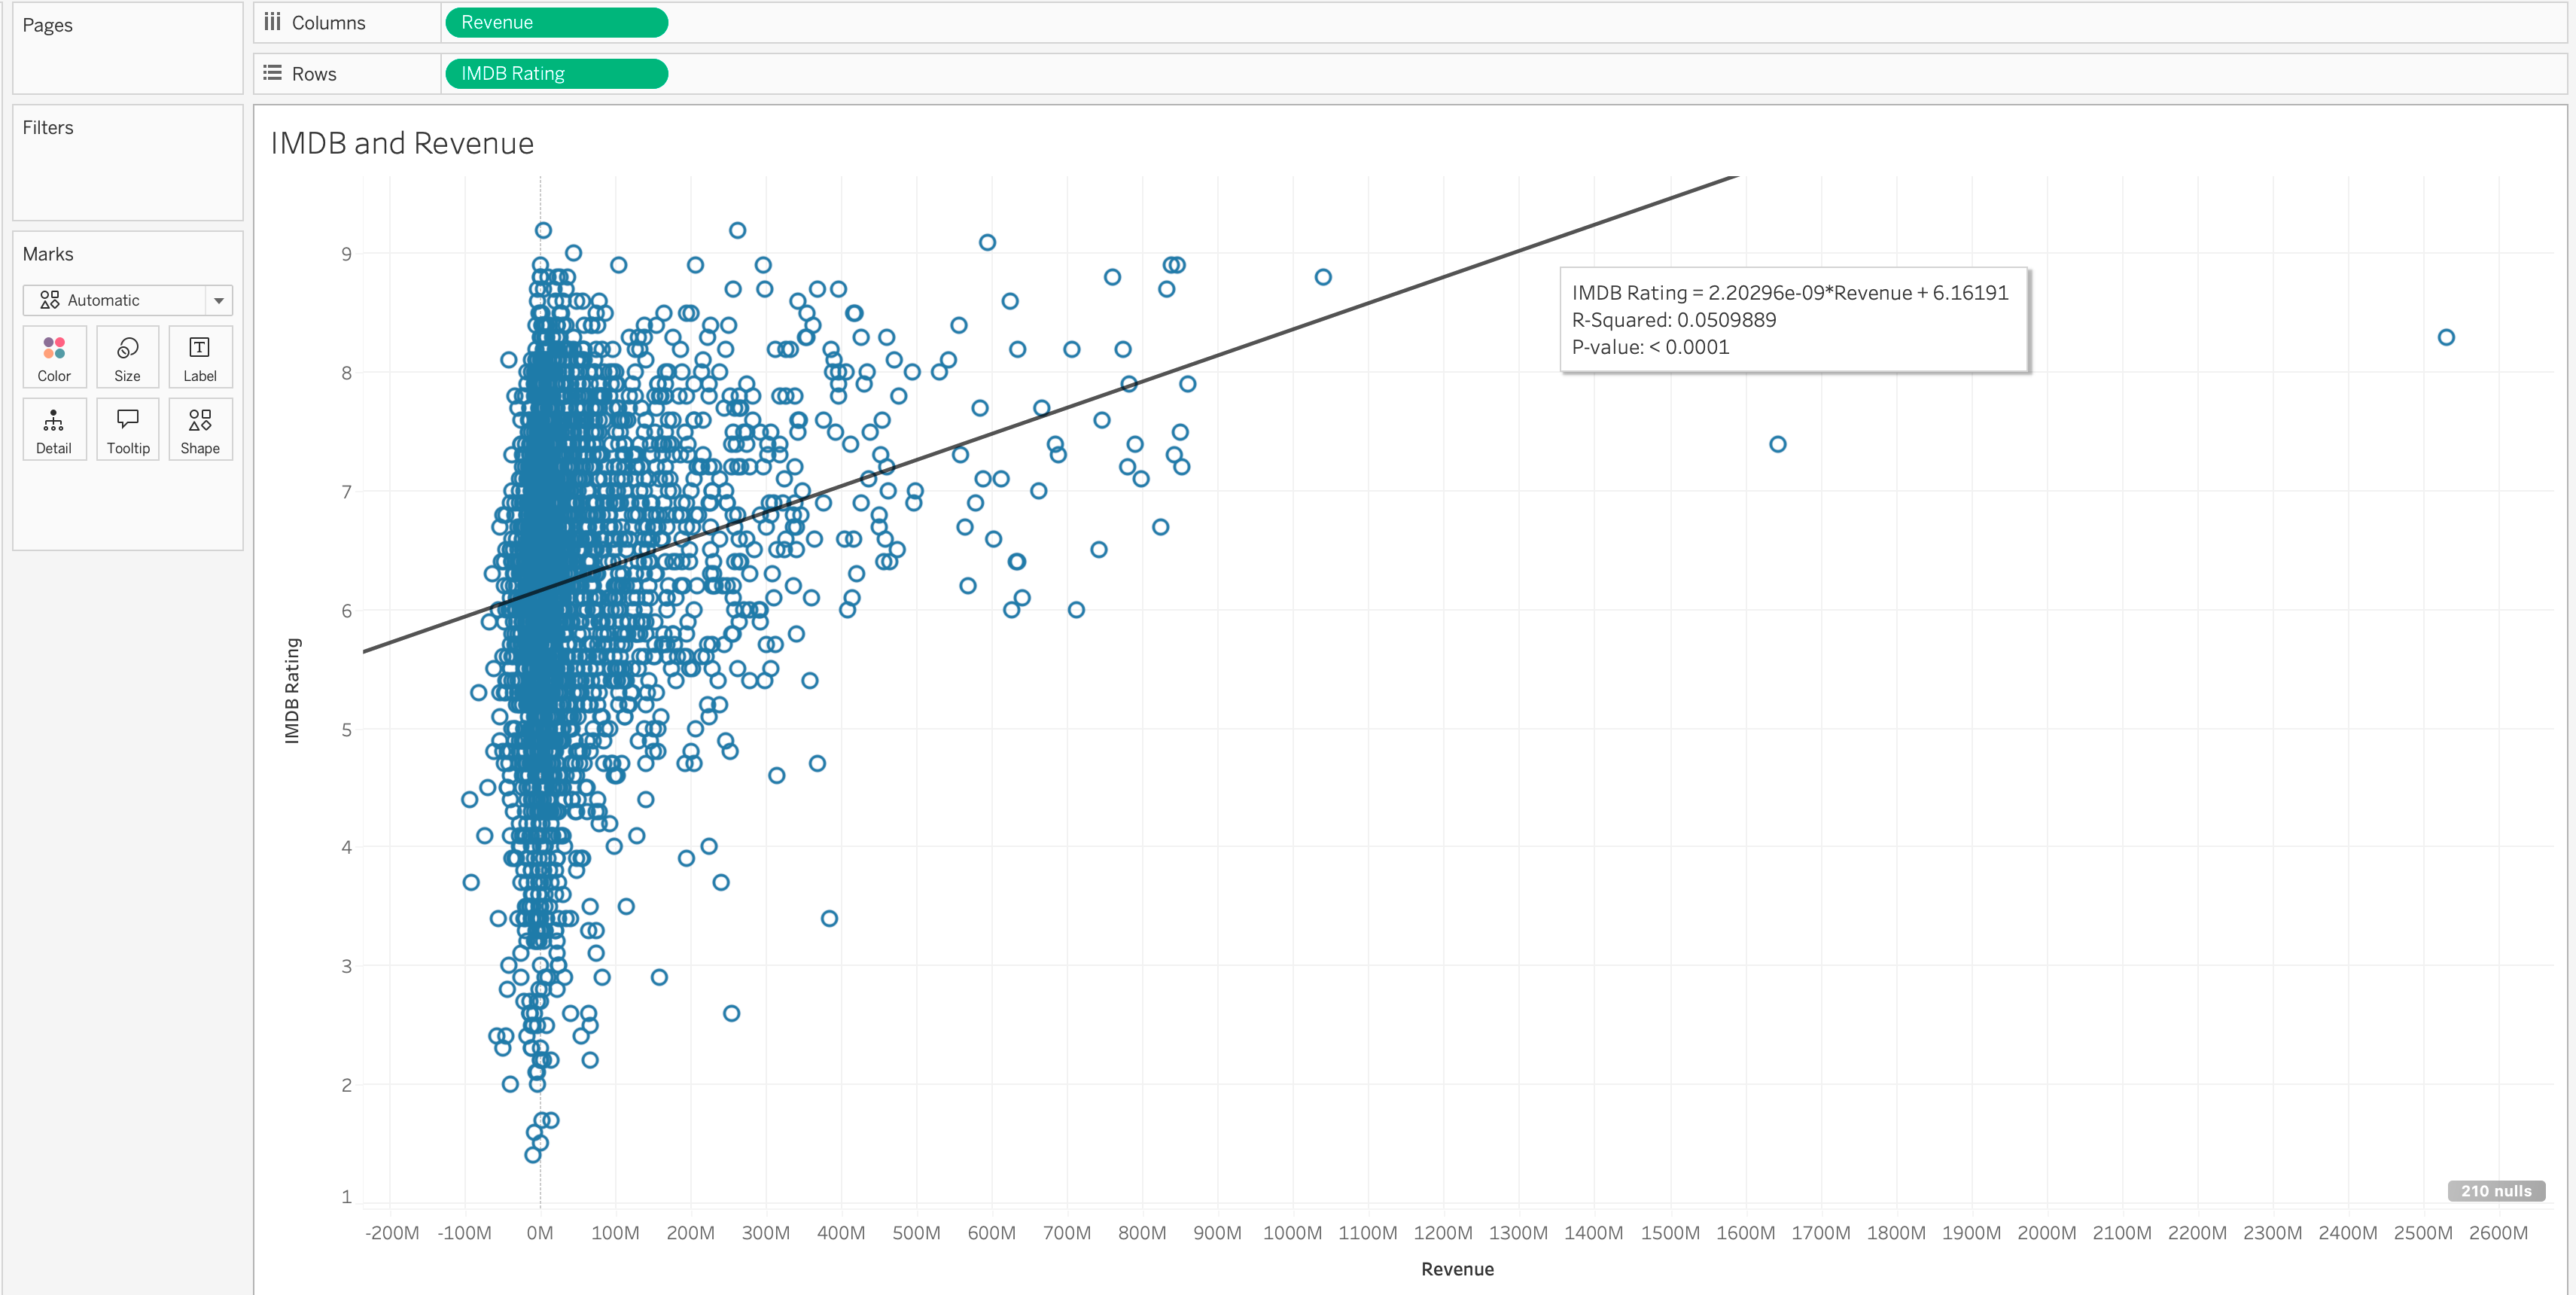 Pages
Columns
Revenue
Rows
IMDB Rating
Filters
Marks
Automatic
Color
Size
Label
Detail
Tooltip
Shape
IMDB and Revenue
IMDB Rating = 2.20296e-09*Revenue + 6.16191
R-Squared: 0.0509889
P-value: < 0.0001
9
8
7
6
5
4
3
2
1
IMDB Rating
210 nulls
-200M -100M 0M 100M 200M 300M 400M 500M 600M 700M 800M 900M 1000M 1100M 1200M 1300M 1400M 1500M 1600M 1700M 1800M 1900M 2000M 2100M 2200M 2300M 2400M 2500M 2600M
Revenue